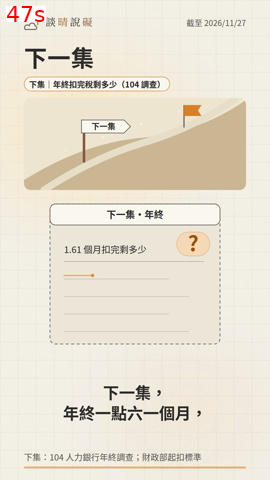 47s
談晴說礙
截至 2026/11/27
下一集
下集｜年終扣完稅剩多少（104 調查）
下一集
下一集・年終
1.61 個月扣完剩多少
?
下一集，
年終一點六一個月，
下集：104 人力銀行年終調查；財政部起扣標準